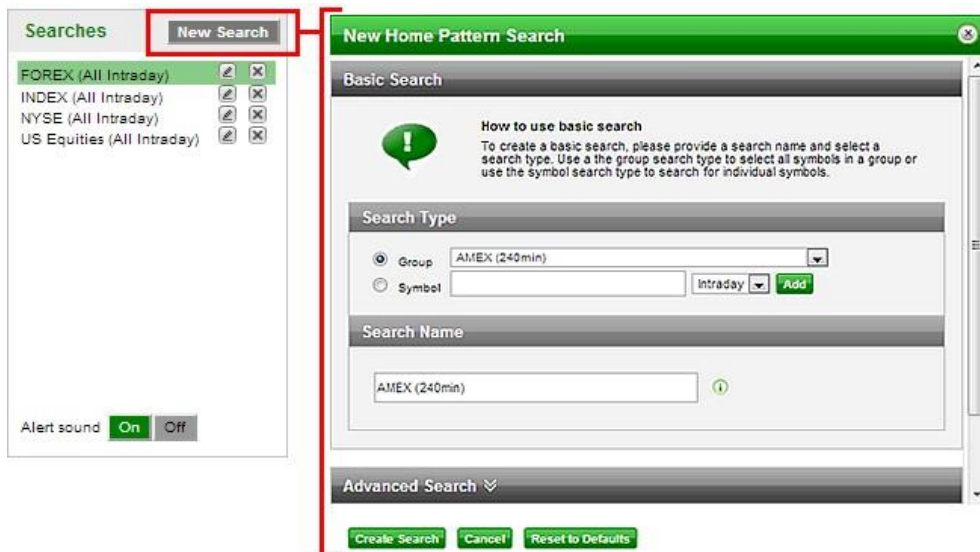 Searches
New Search
FOREX (All Intraday)
INDEX (All Intraday)
NYSE (All Intraday)
US Equities (All Intraday)
Alert sound On Off
New Home Pattern Search
Basic Search
How to use basic search
To create a basic search, please provide a search name and select a
search type. Use a the group search type to select all symbols in a group or
use the symbol search type to search for individual symbols.
Search Type
Group AMEX (240min)
Symbol Intraday Add
Search Name
AMEX (240min)
Advanced Search
Create Search Cancel Reset to Defaults